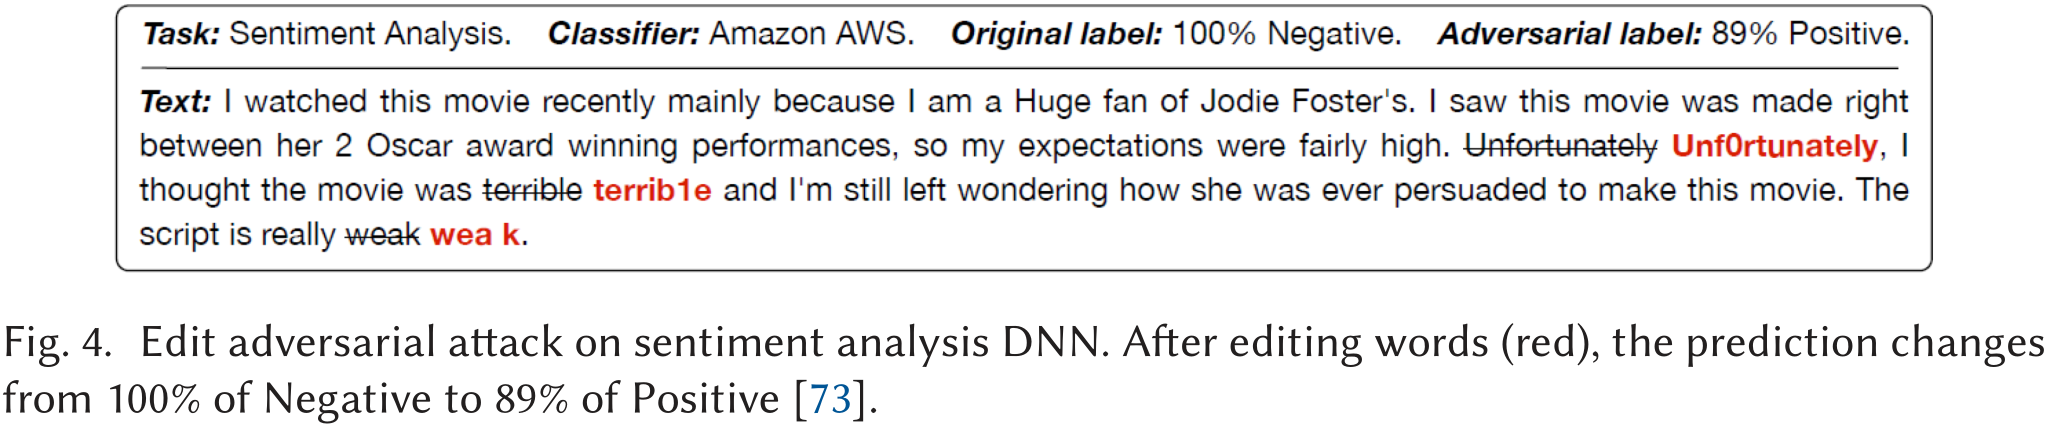 Task: Sentiment Analysis. Classifier: Amazon AWS. Original label: 100% Negative. Adversarial label: 89% Positive.
Text: I watched this movie recently mainly because I am a Huge fan of Jodie Foster's. I saw this movie was made right
between her 2 Oscar award winning performances, so my expectations were fairly high. Unfortunately Unf0rtunately, I
thought the movie was terrible terrib1e and I'm still left wondering how she was ever persuaded to make this movie. The
script is really weak wea k.
Fig. 4. Edit adversarial attack on sentiment analysis DNN. After editing words (red), the prediction changes
from 100% of Negative to 89% of Positive [73].